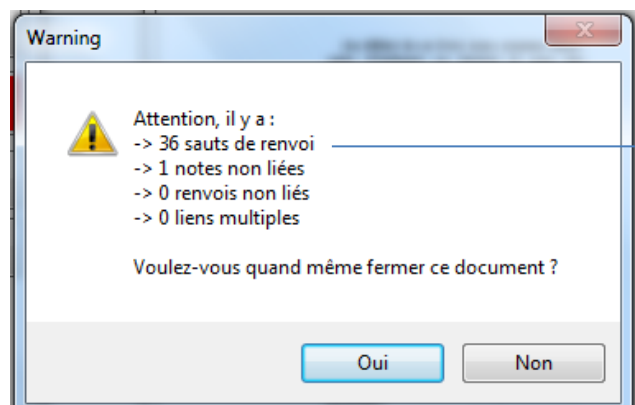 Warning
Attention, il y a :
-> 36 sauts de renvoi
-> 1 notes non liées
-> 0 renvois non liés
-> 0 liens multiples
Voulez-vous quand même fermer ce document ?
Oui
Non